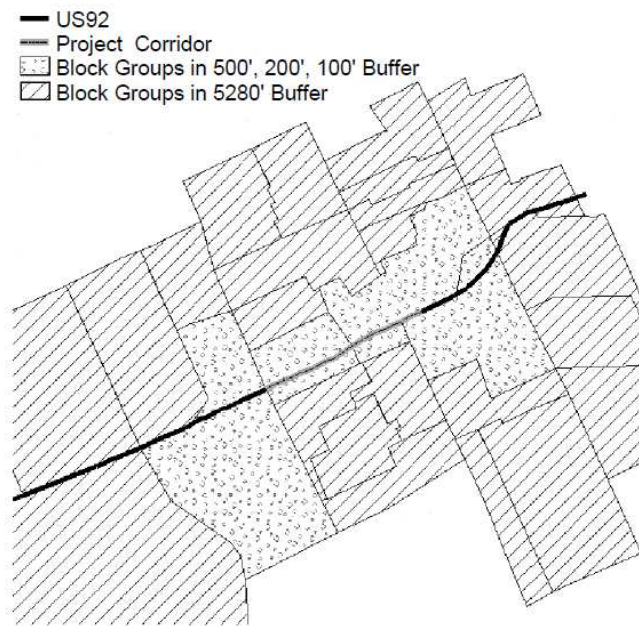 US92
Project Corridor
Block Groups in 500', 200', 100' Buffer
Block Groups in 5280' Buffer